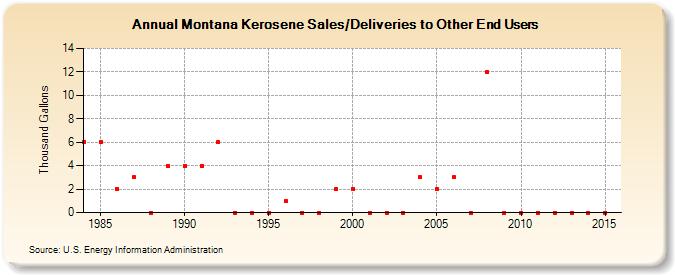 Annual Montana Kerosene Sales/Deliveries to Other End Users
Thousand Gallons
14
12
10
8
6
4
2
0
1985 1990 1995 2000 2005 2010 2015
Source: U.S. Energy Information Administration